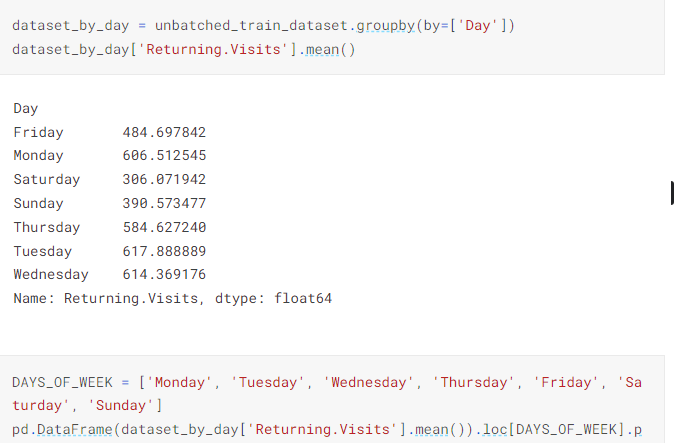 dataset_by_day = unbatched_train_dataset.groupby(by=['Day'])
dataset_by_day['Returning.Visits'].mean()
Day
Friday 484.697842
Monday 606.512545
Saturday 306.071942
Sunday 390.573477
Thursday 584.627240
Tuesday 617.888889
Wednesday 614.369176
Name: Returning.Visits, dtype: float64
DAYS_OF_WEEK = ['Monday', 'Tuesday', 'Wednesday', 'Thursday', 'Friday', 'Sa
turday', 'Sunday']
pd.DataFrame(dataset_by_day['Returning.Visits'].mean()).loc[DAYS_OF_WEEK].p